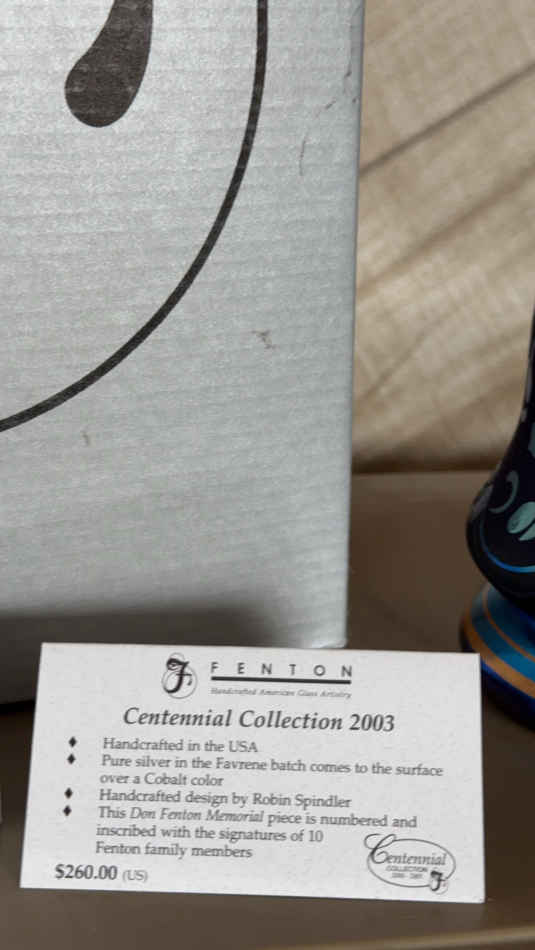 FENTON
Handcrafted American Glass Artistry
Centennial Collection 2003
♦ Handcrafted in the USA
♦ Pure silver in the Favrene batch comes to the surface
over a Cobalt color
♦ Handcrafted design by Robin Spindler
♦ This Don Fenton Memorial piece is numbered and
inscribed with the signatures of 10
Fenton family members
$260.00 (US)
Centennial
COLLECTION